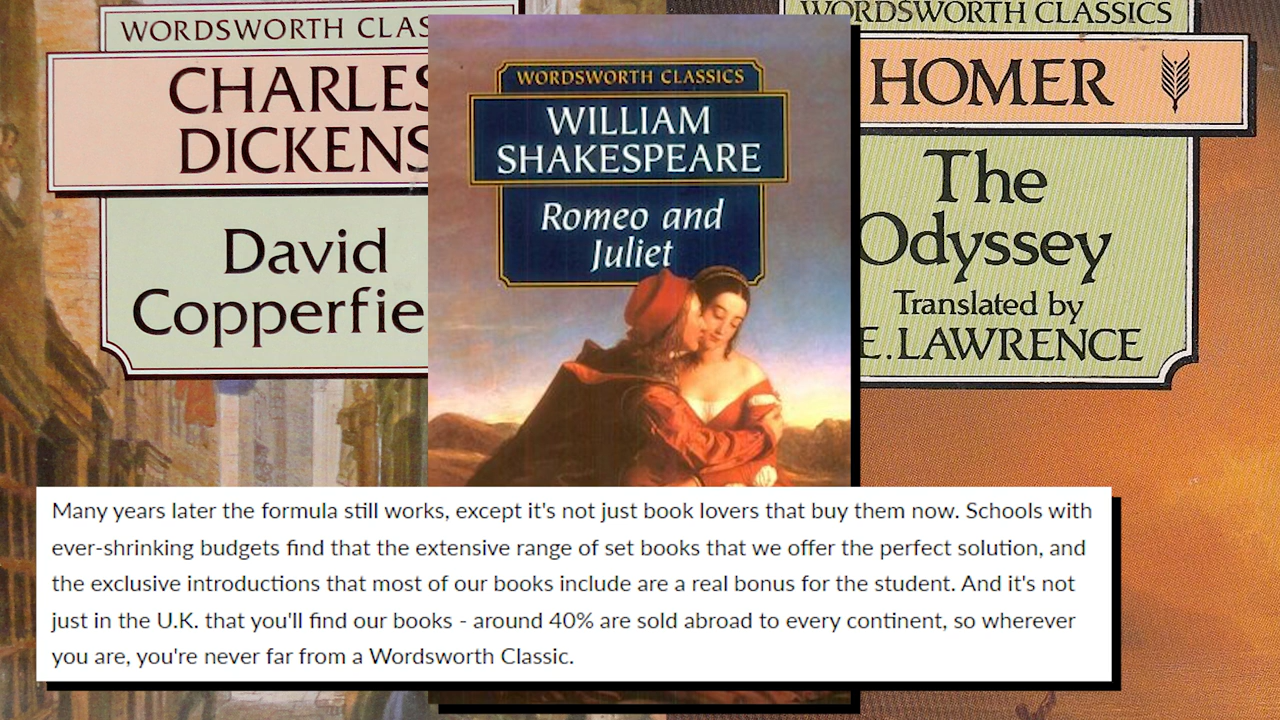 WORDSWORTH CLAS
CHARLES
DICKENS
David
Copperfie
WORDSWORTH CLASSICS
WILLIAM
SHAKESPEARE
Romeo and
Juliet
WORDSWORTH CLASSICS
HOMER
The
Odyssey
Translated by
E. LAWRENCE
Many years later the formula still works, except it's not just book lovers that buy them now. Schools with
ever-shrinking budgets find that the extensive range of set books that we offer the perfect solution, and
the exclusive introductions that most of our books include are a real bonus for the student. And it's not
just in the U.K. that you'll find our books - around 40% are sold abroad to every continent, so wherever
you are, you're never far from a Wordsworth Classic.